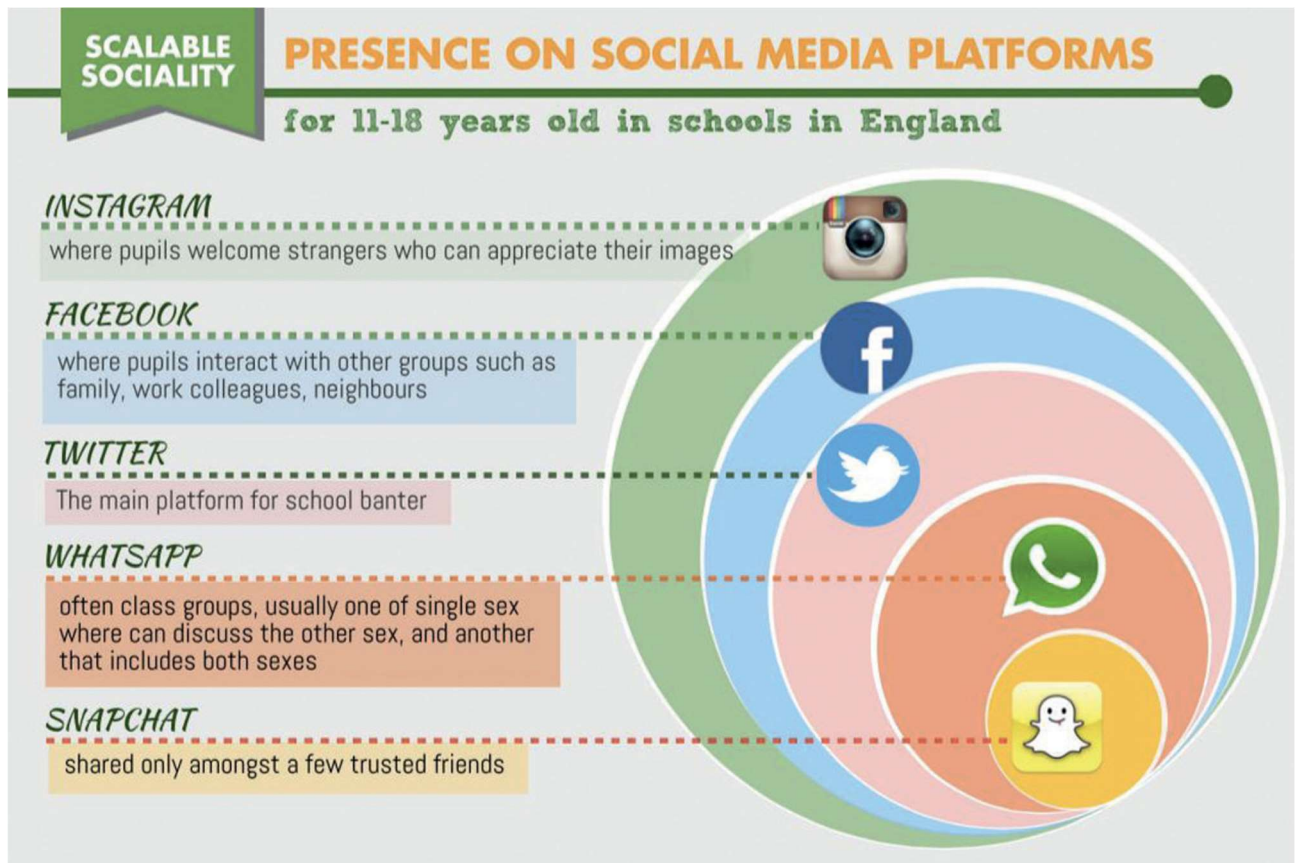 SCALABLE
SOCIALITY
PRESENCE ON SOCIAL MEDIA PLATFORMS
for 11-18 years old in schools in England
INSTAGRAM
where pupils welcome strangers who can appreciate their images
FACEBOOK
where pupils interact with other groups such as
family, work colleagues, neighbours
TWITTER
The main platform for school banter
WHATSAPP
often class groups, usually one of single sex
where can discuss the other sex, and another
that includes both sexes
SNAPCHAT
shared only amongst a few trusted friends